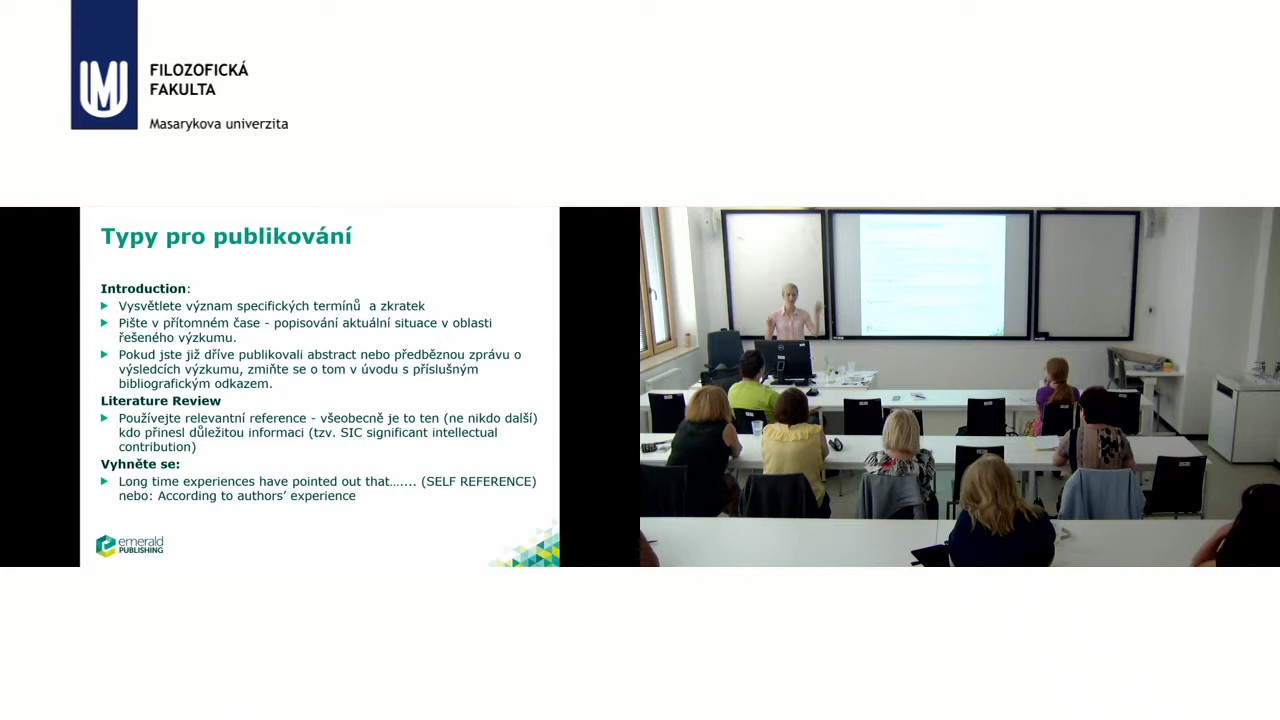 FILOZOFICKÁ
FAKULTA
Masarykova univerzita
Typy pro publikování
Introduction:
Vysvětlete význam specifických termínů a zkratek
Pište v přítomném čase - popisování aktuální situace v oblasti
řešeného výzkumu.
Pokud jste již dříve publikovali abstract nebo předběznou zprávu o
výsledcích výzkumu, zmiňte se o tom v úvodu s příslušným
bibliografickým odkazem.
Literature Review
Používejte relevantní reference - všeobecně je to ten (ne nikdo další)
kdo přinesl důležitou informaci (tzv. SIC significant intellectual
contribution)
Vyhněte se:
Long time experiences have pointed out that….... (SELF REFERENCE)
nebo: According to authors’ experience
emerald
PUBLISHING